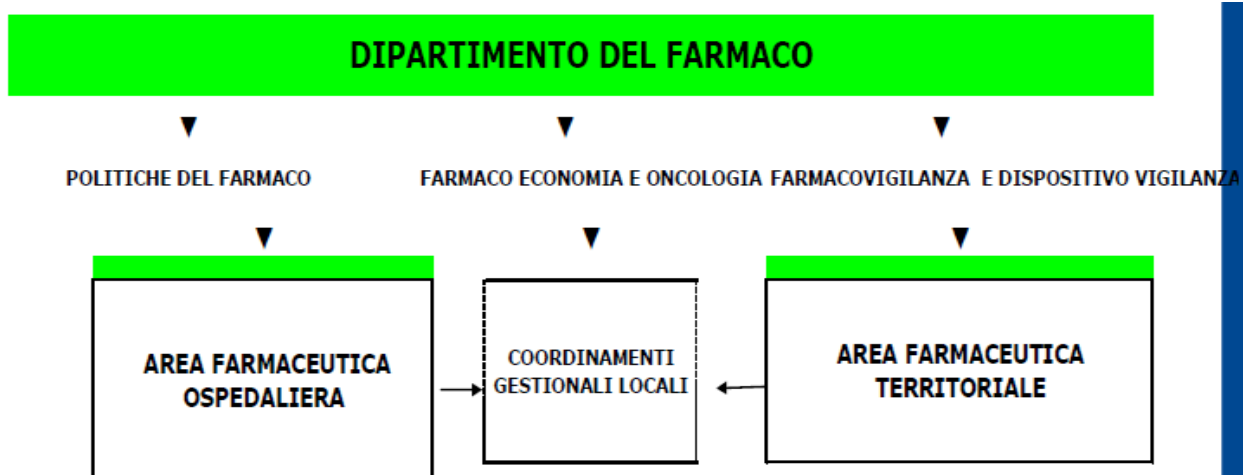 DIPARTIMENTO DEL FARMACO
POLITICHE DEL FARMACO
FARMACO ECONOMIA E ONCOLOGIA
FARMACOVIGILANZA E DISPOSITIVO VIGILANZA
AREA FARMACEUTICA
OSPEDALIERA
COORDINAMENTI
GESTIONALI LOCALI
AREA FARMACEUTICA
TERRITORIALE